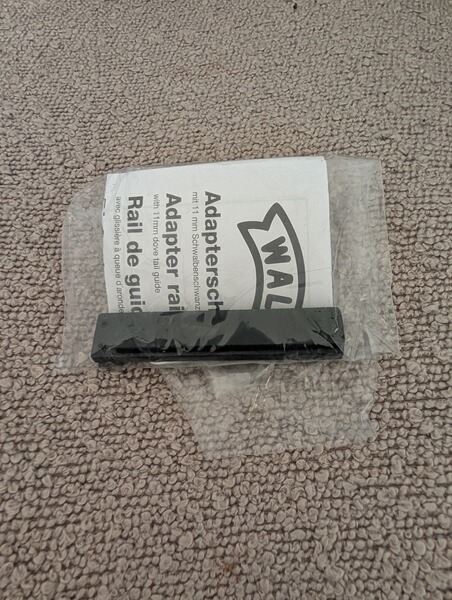 WAL
Adaptersch
mit 11 mm Schwalbenschwanz
Adapter rai
with 11mm dove tail guide
Rail de guid
avec glissière à queue d'aronde